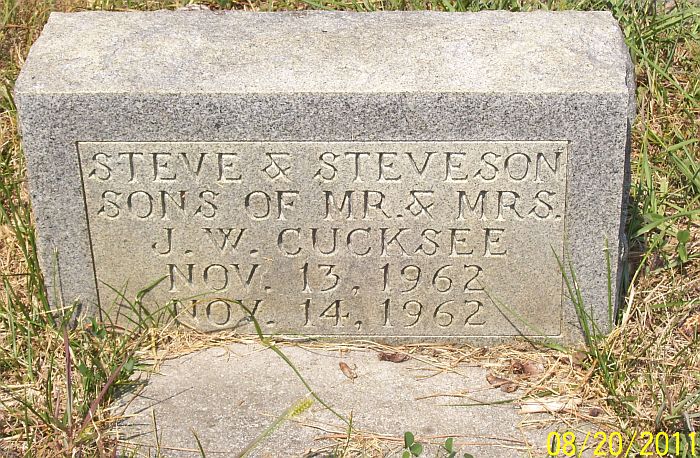 STEVE & STEVESON
SONS OF MR. & MRS.
J. W. CUCKSEE
NOV. 13, 1962
NOV. 14, 1962
08/20/2011